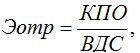 Эотр = КПО / ВДС,